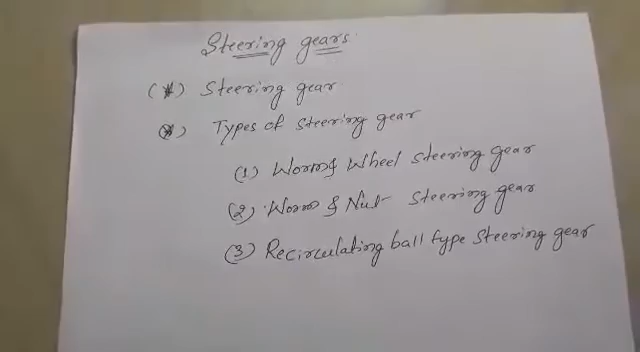 Steering gears
(*) Steering gear
(*) Types of steering gear
(1) Worm & Wheel steering gear
(2) Worm & Nut steering gear
(3) Recirculating ball type steering gear